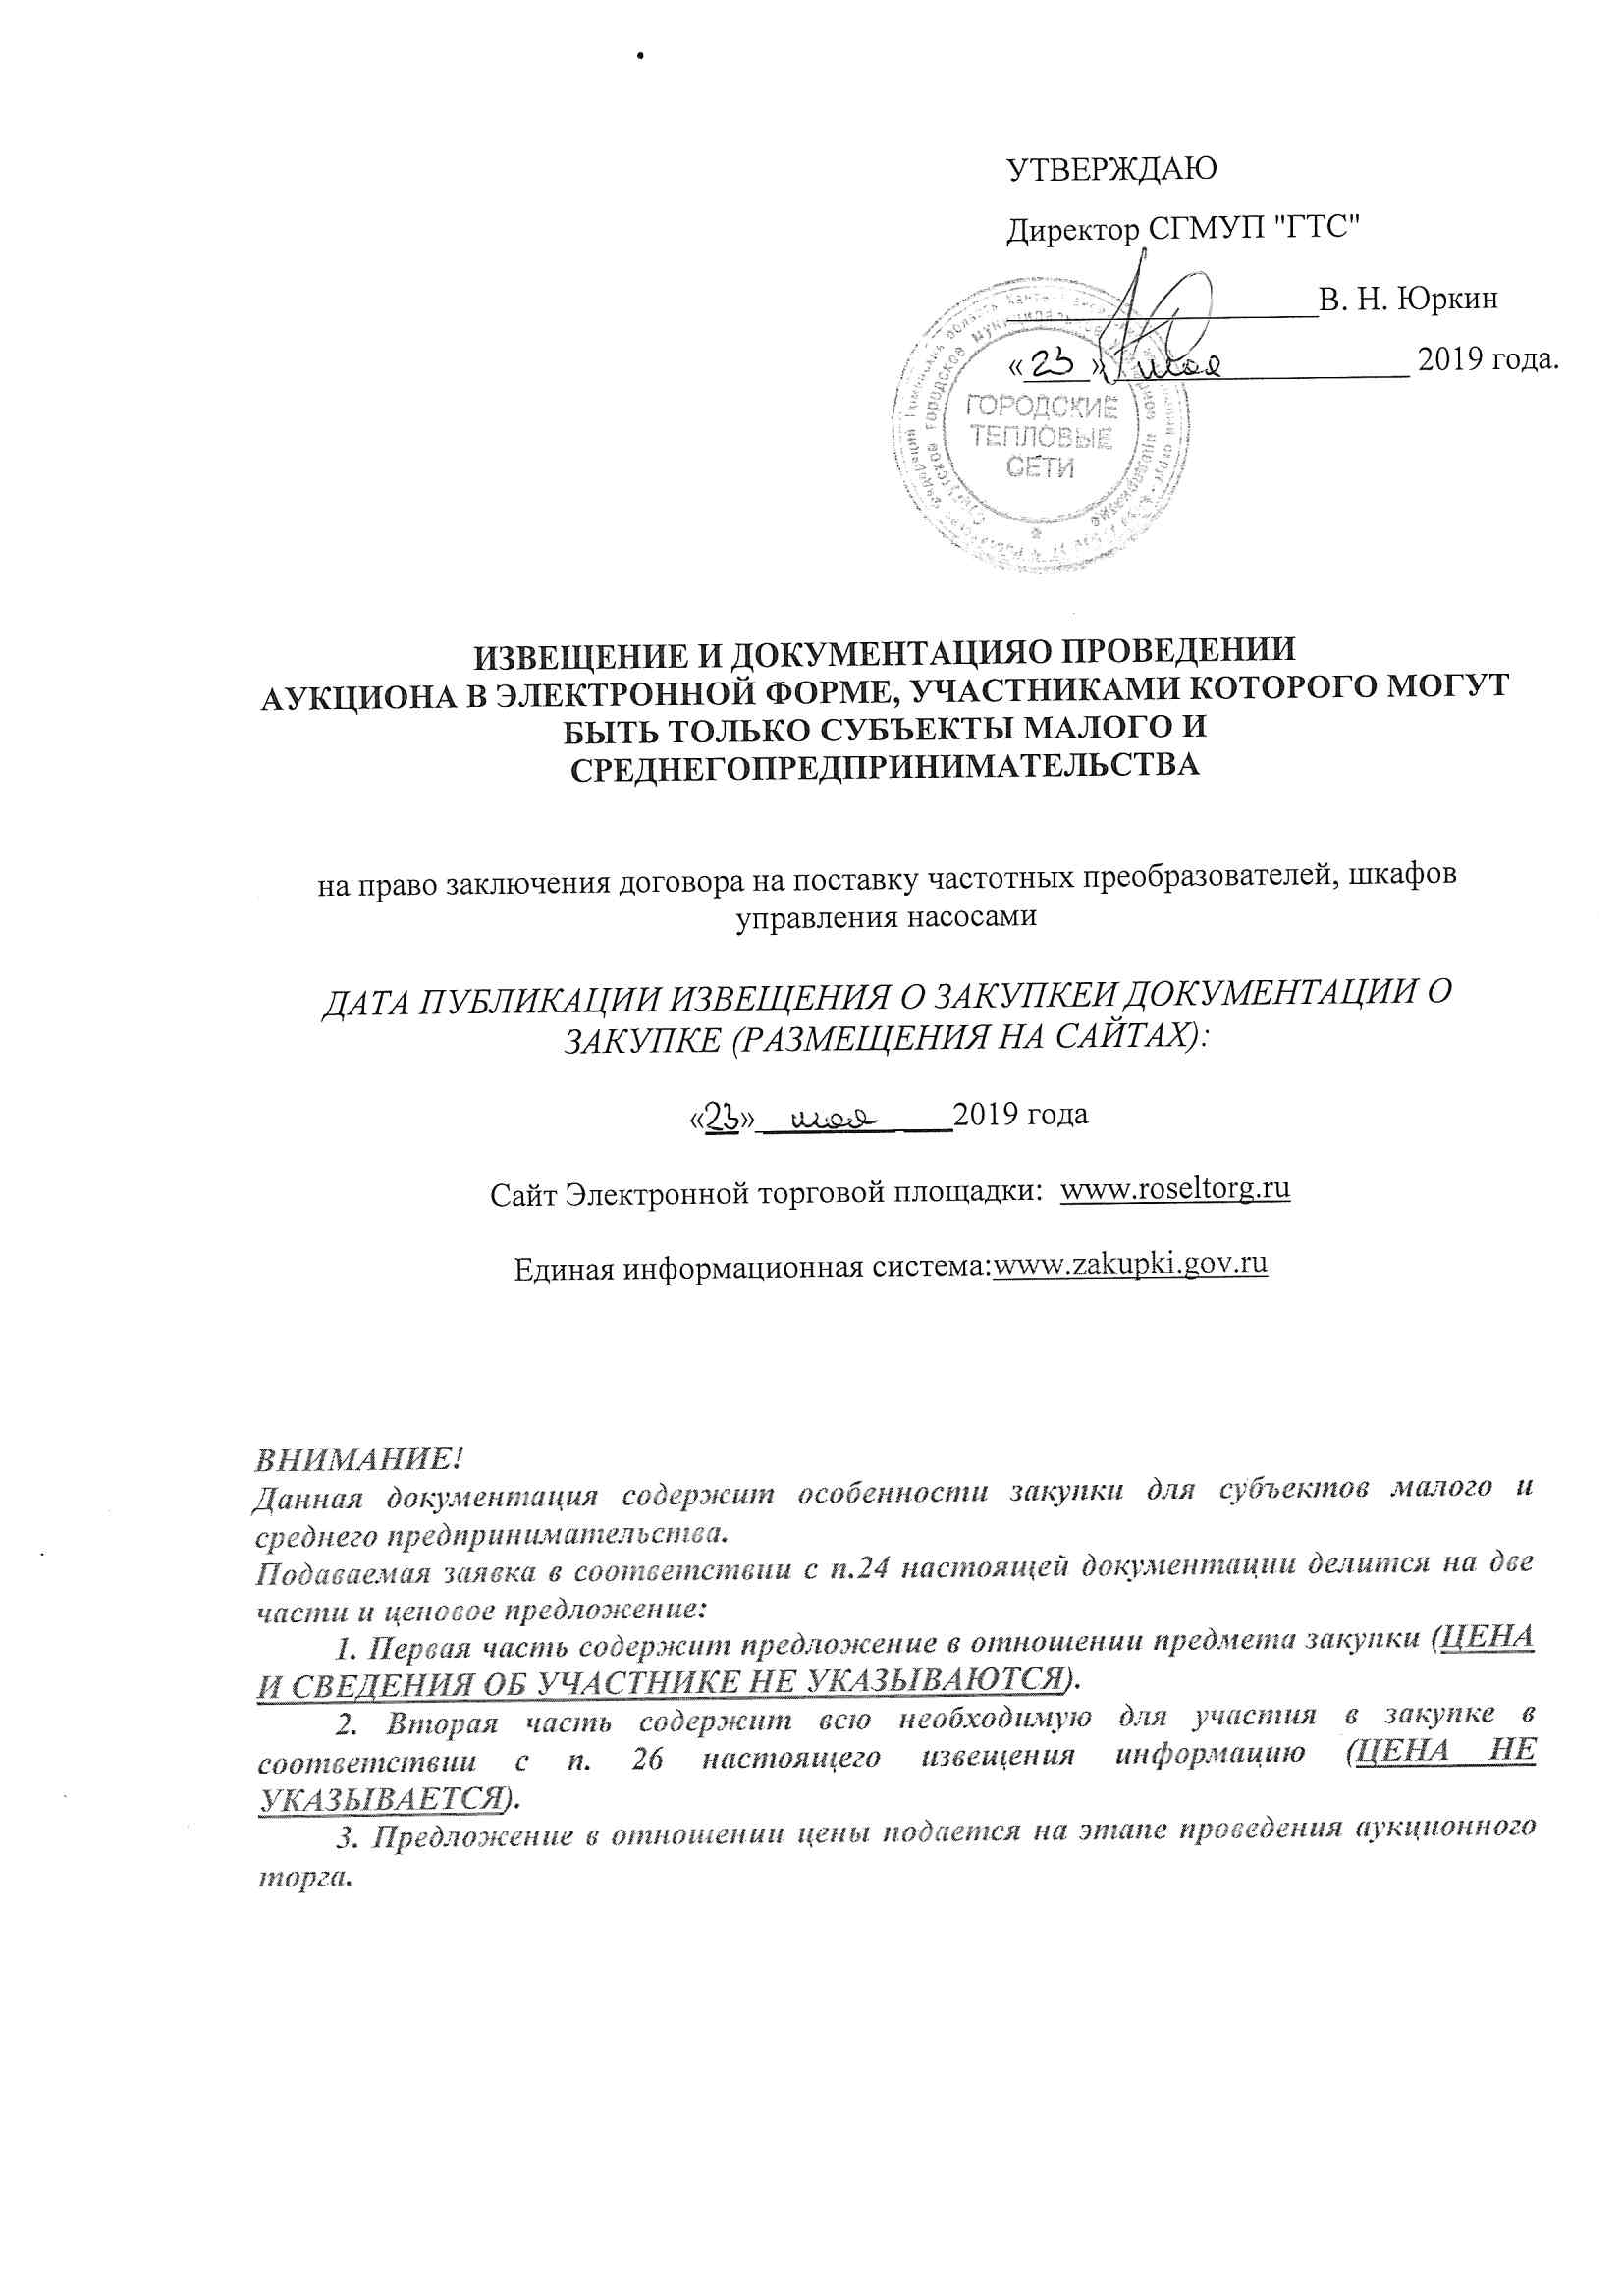 УТВЕРЖДАЮ
Директор СГМУП "ГТС"
В. Н. Юркин
«23» мая 2019 года.
ГОРОДСКИЕ
ТЕПЛОВЫЕ
СЕТИ
ИЗВЕЩЕНИЕ И ДОКУМЕНТАЦИЯО ПРОВЕДЕНИИ
АУКЦИОНА В ЭЛЕКТРОННОЙ ФОРМЕ, УЧАСТНИКАМИ КОТОРОГО МОГУТ
БЫТЬ ТОЛЬКО СУБЪЕКТЫ МАЛОГО И
СРЕДНЕГОПРЕДПРИНИМАТЕЛЬСТВА
на право заключения договора на поставку частотных преобразователей, шкафов
управления насосами
ДАТА ПУБЛИКАЦИИ ИЗВЕЩЕНИЯ О ЗАКУПКЕИ ДОКУМЕНТАЦИИ О
ЗАКУПКЕ (РАЗМЕЩЕНИЯ НА САЙТАХ):
«23» мая 2019 года
Сайт Электронной торговой площадки: www.roseltorg.ru
Единая информационная система:www.zakupki.gov.ru
ВНИМАНИЕ!
Данная документация содержит особенности закупки для субъектов малого и
среднего предпринимательства.
Подаваемая заявка в соответствии с п.24 настоящей документации делится на две
части и ценовое предложение:
1. Первая часть содержит предложение в отношении предмета закупки (ЦЕНА
И СВЕДЕНИЯ ОБ УЧАСТНИКЕ НЕ УКАЗЫВАЮТСЯ).
2. Вторая часть содержит всю необходимую для участия в закупке в
соответствии с п. 26 настоящего извещения информацию (ЦЕНА НЕ
УКАЗЫВАЕТСЯ).
3. Предложение в отношении цены подается на этапе проведения аукционного
торга.